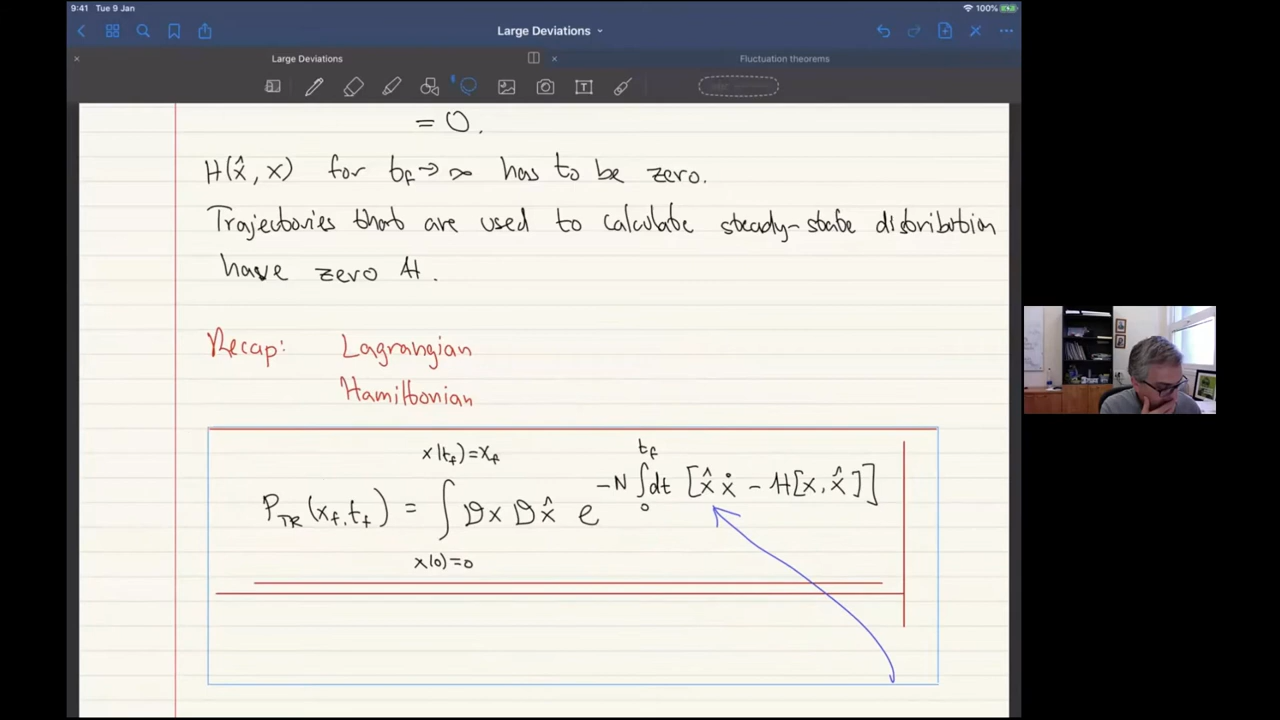 9:41 Tue 9 Jan 100%
Large Deviations
Large Deviations Fluctuation theorems
= 0.
H(x̂, x) for t_f → ∞ has to be zero.
Trajectories that are used to calculate steady-state distribution
have zero H.
Recap: Lagrangian
Hamiltonian
x(t_f)=x_f t_f
P_TR(x_f,t_f) = ∫ Dx Dx̂ e^{-N ∫dt [x̂ẋ - H[x,x̂]]}
x(0)=0 0